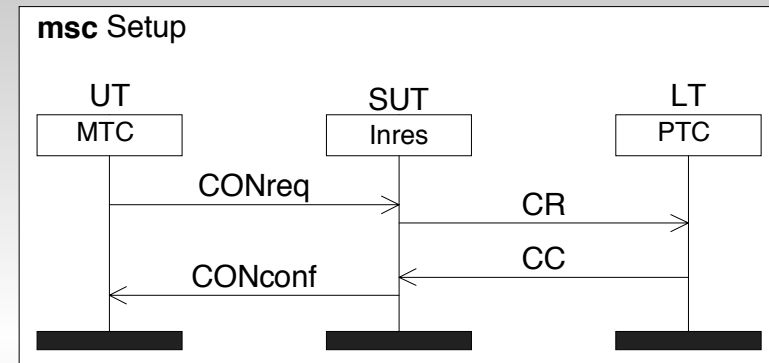 msc Setup
UT
SUT
LT
MTC
Inres
PTC
CONreq
CR
CC
CONconf